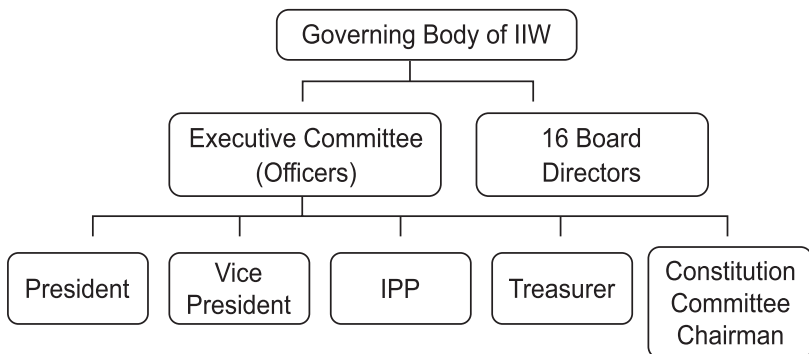 Governing Body of IIW
Executive Committee
(Officers)
16 Board
Directors
President
Vice
President
IPP
Treasurer
Constitution
Committee
Chairman